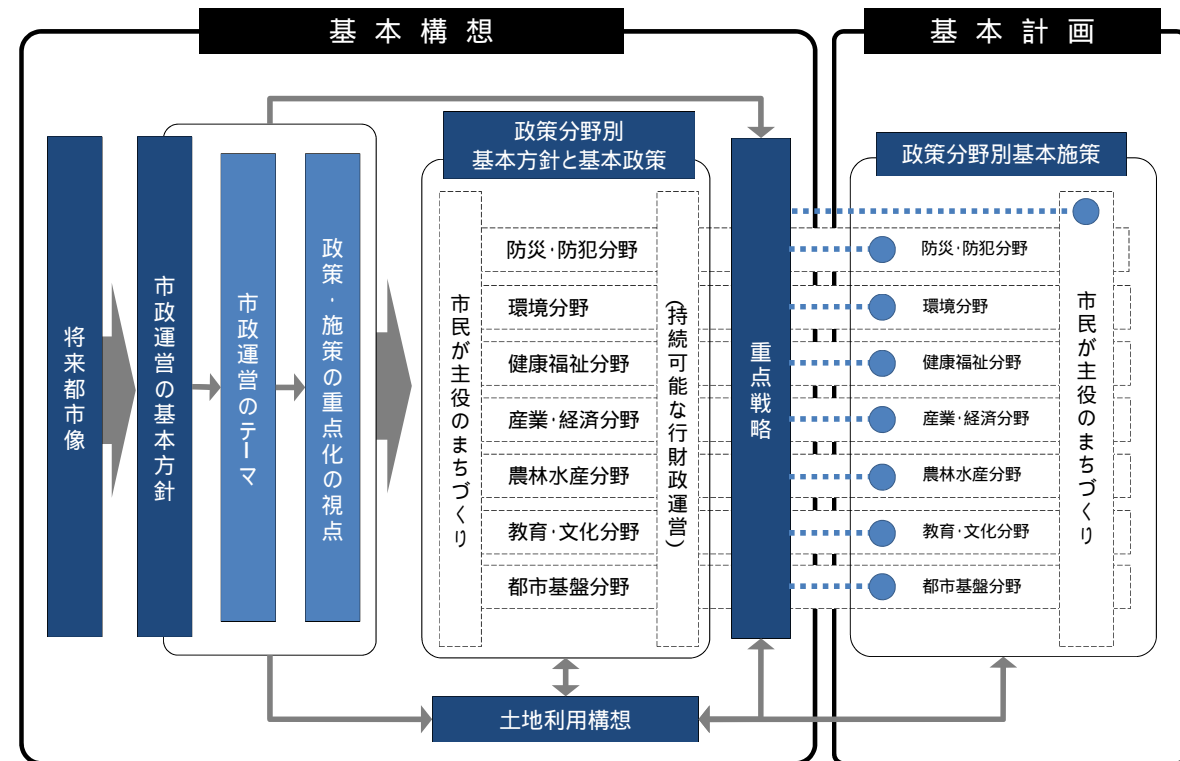 基本構想
基本計画
将来都市像
市政運営の基本方針
市政運営のテーマ
政策・施策の重点化の視点
政策分野別
基本方針と基本政策
市民が主役のまちづくり
防災・防犯分野
環境分野
健康福祉分野
産業・経済分野
農林水産分野
教育・文化分野
都市基盤分野
(持続可能な行財政運営)
重点戦略
土地利用構想
政策分野別基本施策
防災・防犯分野
環境分野
健康福祉分野
産業・経済分野
農林水産分野
教育・文化分野
都市基盤分野
市民が主役のまちづくり